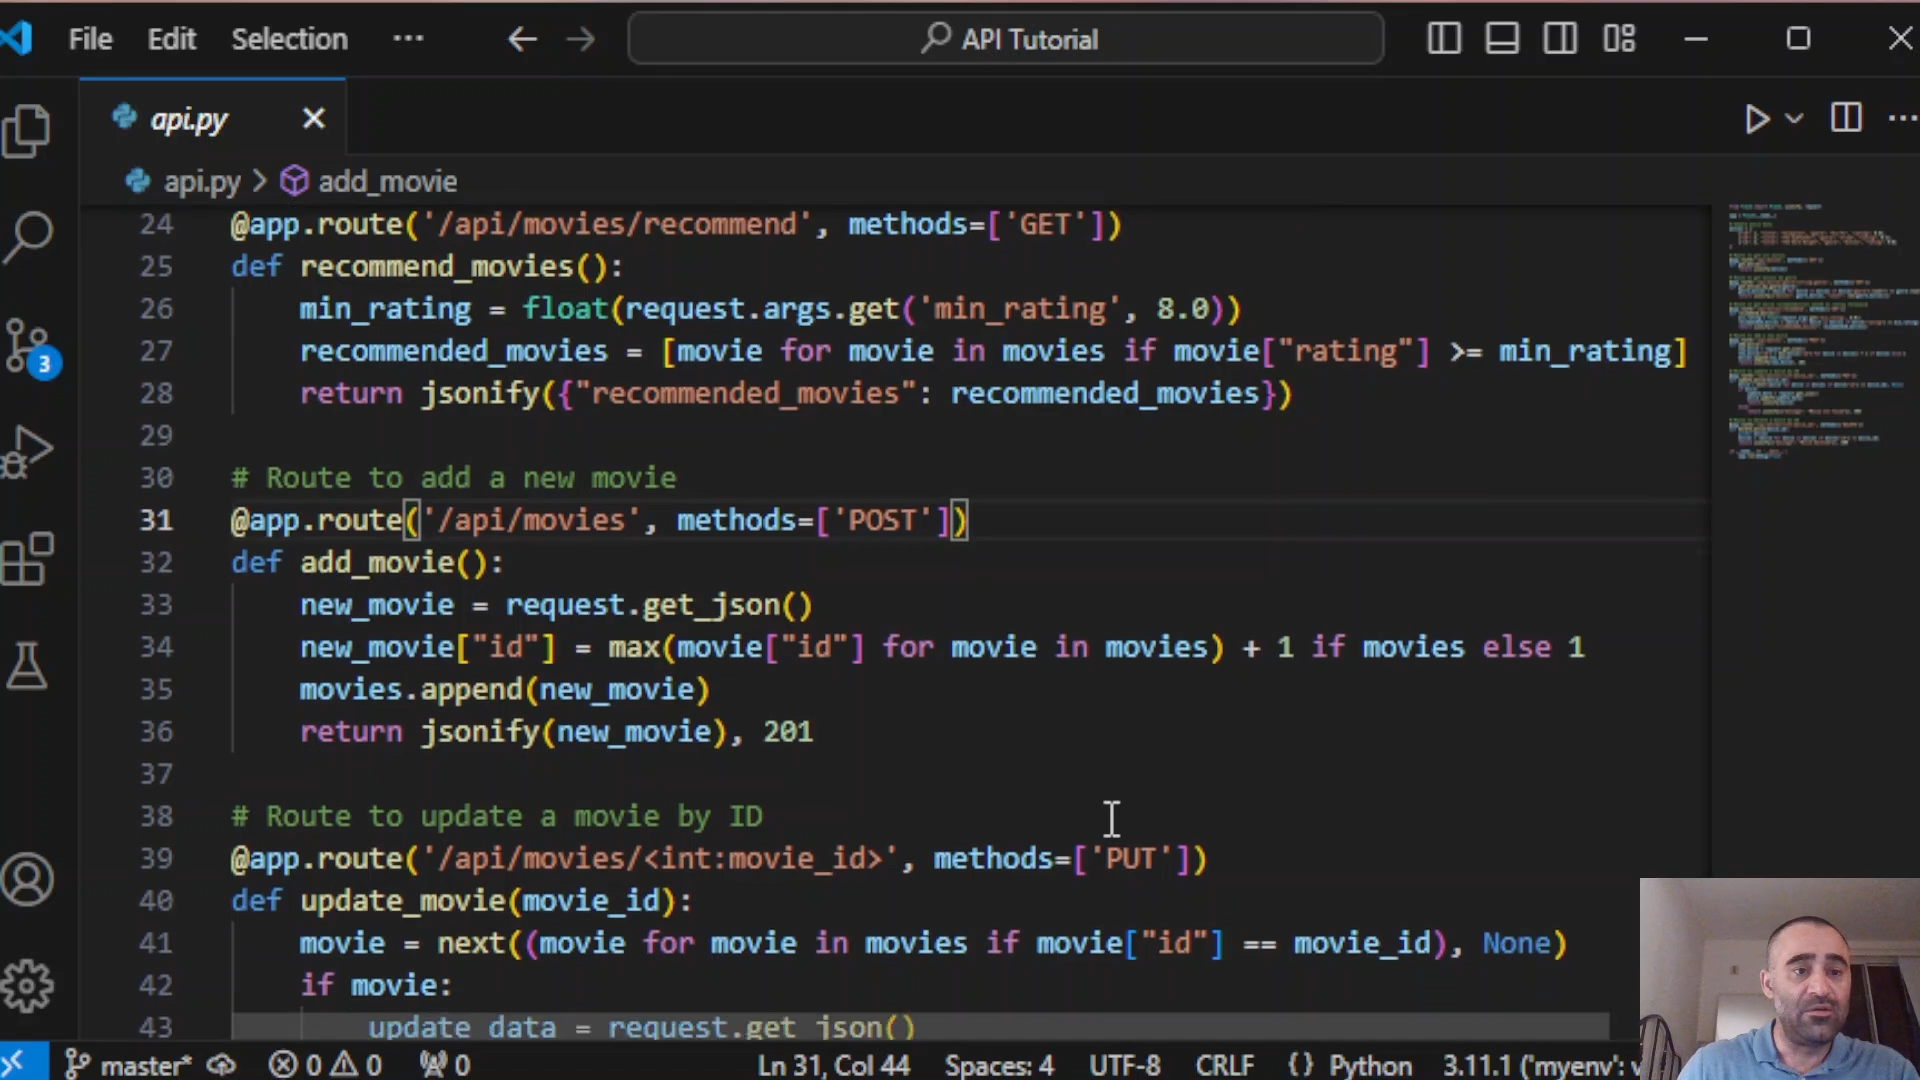 File Edit Selection ··· API Tutorial
api.py
api.py > add_movie
24 @app.route('/api/movies/recommend', methods=['GET'])
25 def recommend_movies():
26 min_rating = float(request.args.get('min_rating', 8.0))
27 recommended_movies = [movie for movie in movies if movie["rating"] >= min_rating]
28 return jsonify({"recommended_movies": recommended_movies})
29
30 # Route to add a new movie
31 @app.route('/api/movies', methods=['POST'])
32 def add_movie():
33 new_movie = request.get_json()
34 new_movie["id"] = max(movie["id"] for movie in movies) + 1 if movies else 1
35 movies.append(new_movie)
36 return jsonify(new_movie), 201
37
38 # Route to update a movie by ID
39 @app.route('/api/movies/<int:movie_id>', methods=['PUT'])
40 def update_movie(movie_id):
41 movie = next((movie for movie in movies if movie["id"] == movie_id), None)
42 if movie:
43 update_data = request.get_json()
3
master* 0 0 0 Ln 31, Col 44 Spaces: 4 UTF-8 CRLF {} Python 3.11.1 ('myenv': v